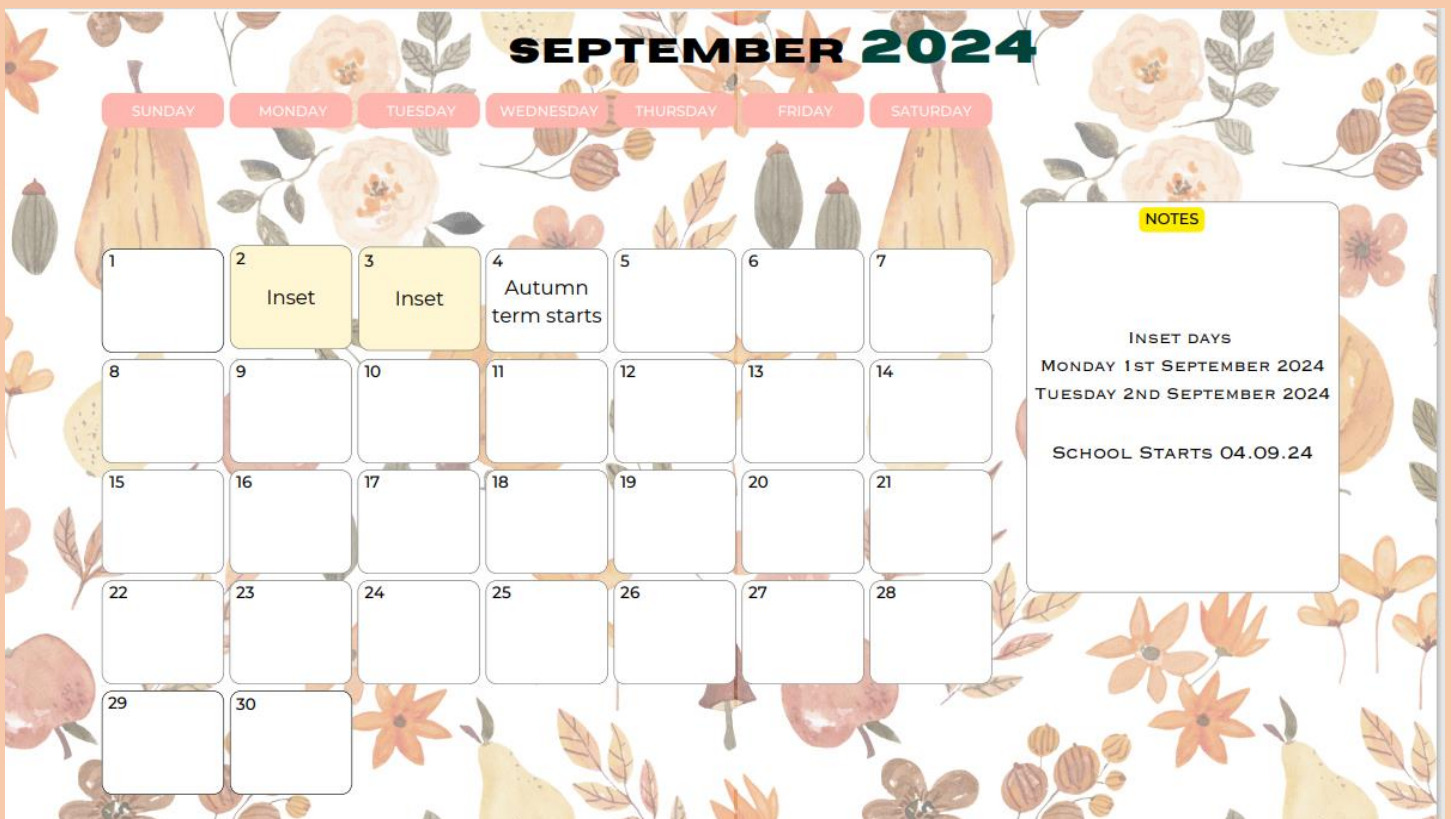 SEPTEMBER 2024
SUNDAY MONDAY TUESDAY WEDNESDAY THURSDAY FRIDAY SATURDAY
NOTES
1 2 3 4 5 6 7
Inset Inset Autumn
term starts
8 9 10 11 12 13 14
15 16 17 18 19 20 21
22 23 24 25 26 27 28
29 30
Inset days
Monday 1st September 2024
Tuesday 2nd September 2024
School Starts 04.09.24